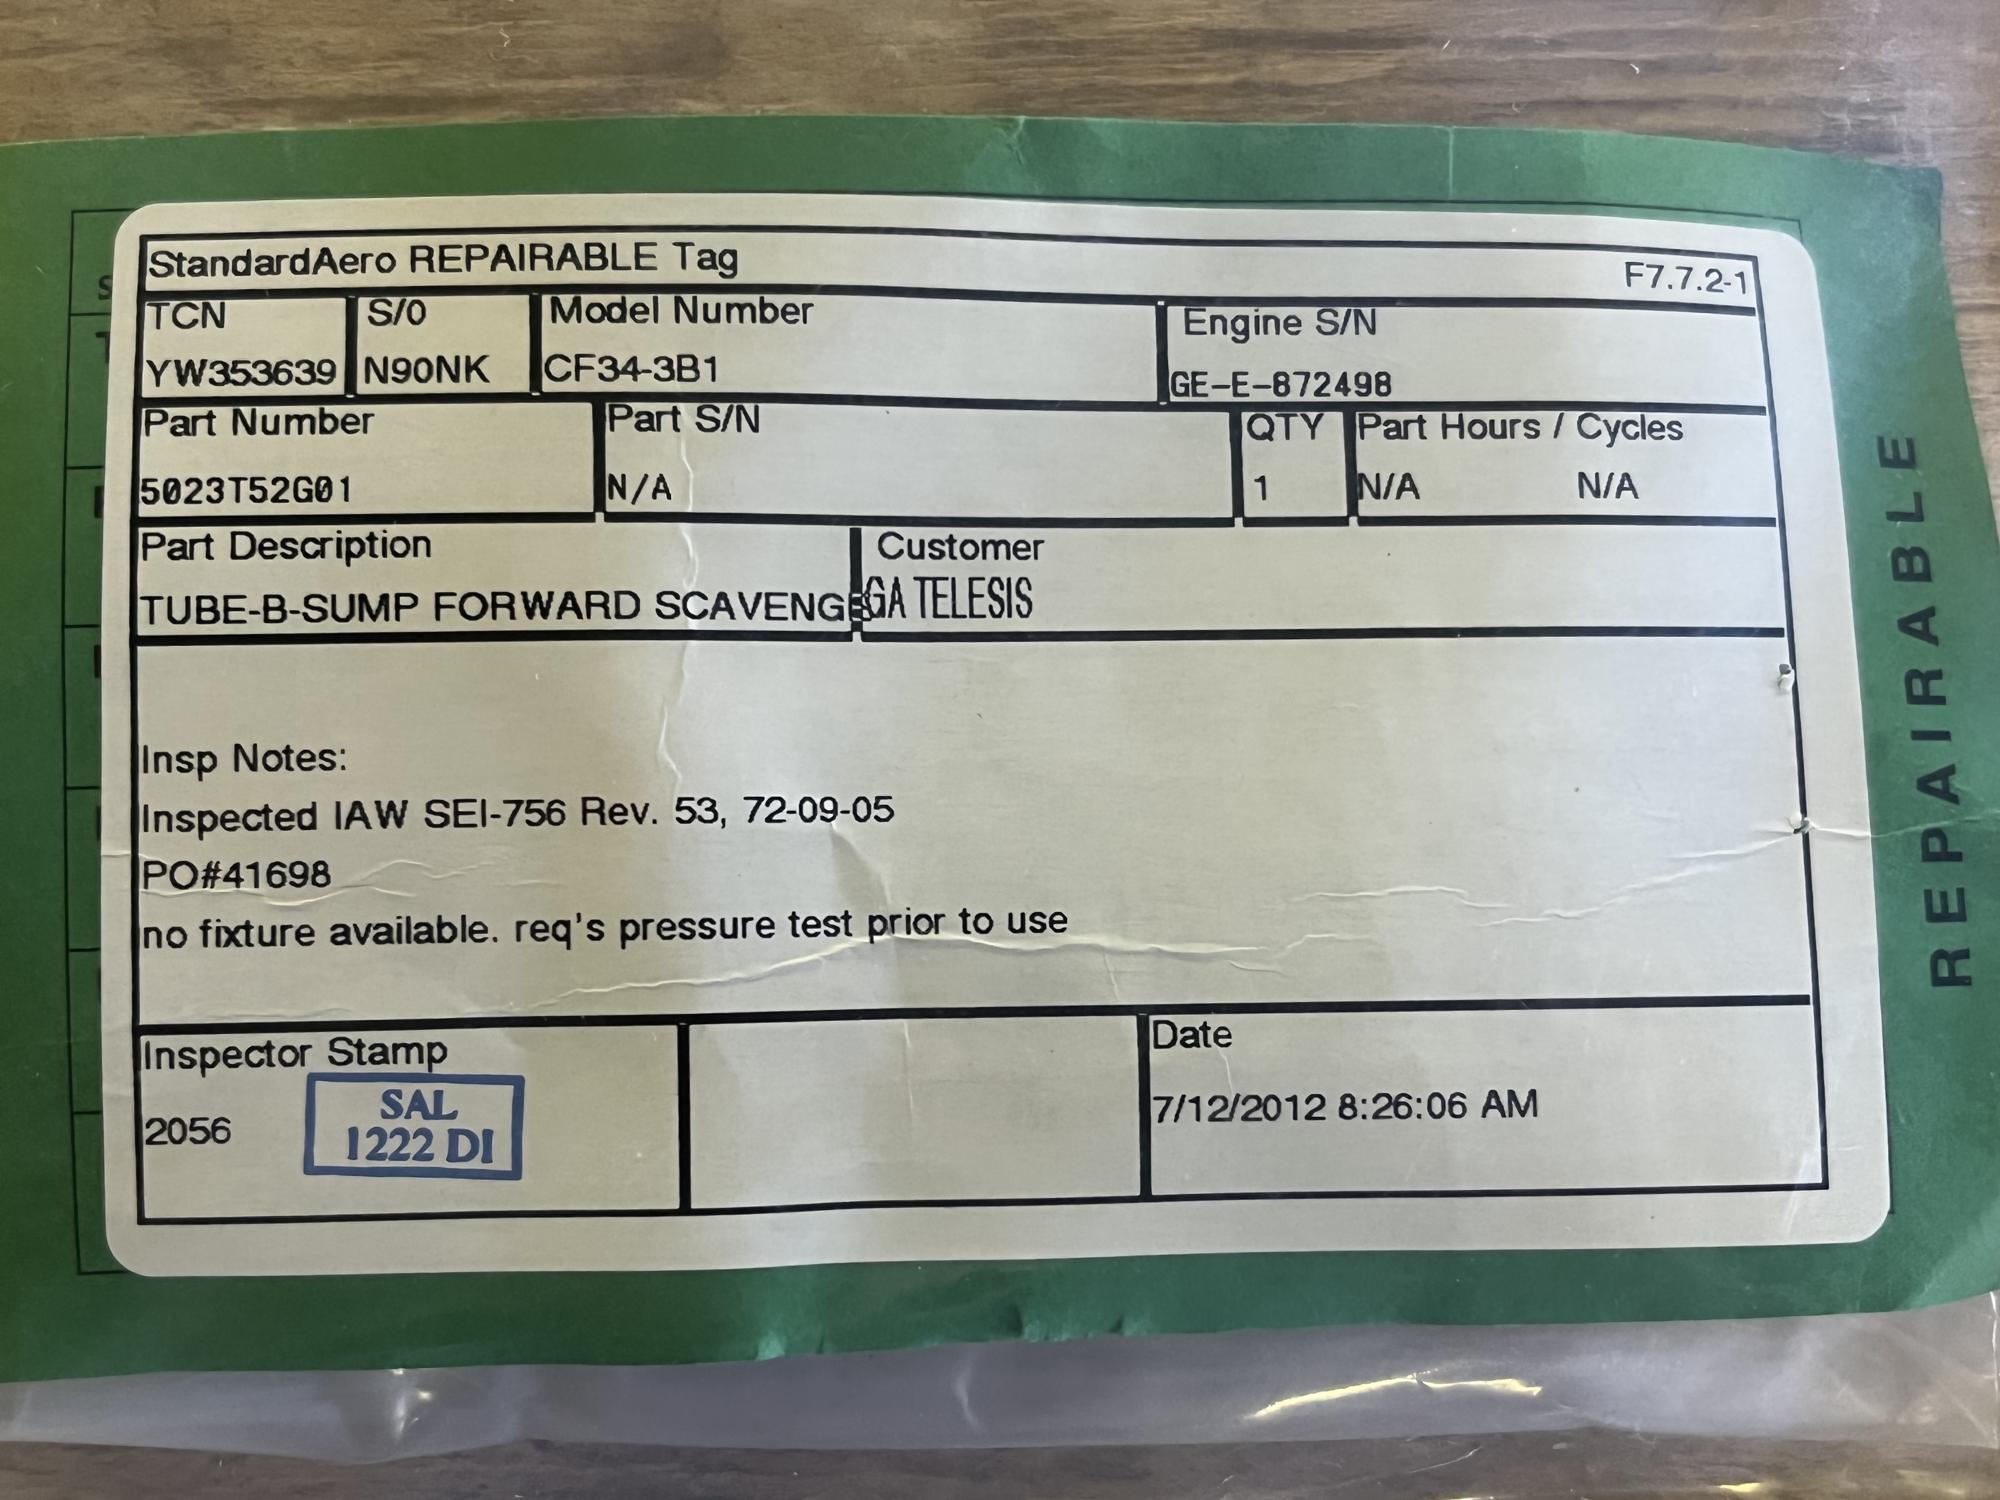 StandardAero REPAIRABLE Tag F7.7.2-1
TCN S/O Model Number Engine S/N
YW353639 N90NK CF34-3B1 GE-E-872498
Part Number Part S/N QTY Part Hours / Cycles
5023T52G01 N/A 1 N/A N/A
Part Description Customer
TUBE-B-SUMP FORWARD SCAVENGE GA TELESIS
Insp Notes:
Inspected IAW SEI-756 Rev. 53, 72-09-05
PO#41698
no fixture available. req's pressure test prior to use
Inspector Stamp Date
2056 SAL 7/12/2012 8:26:06 AM
1222 DI
REPAIRABLE